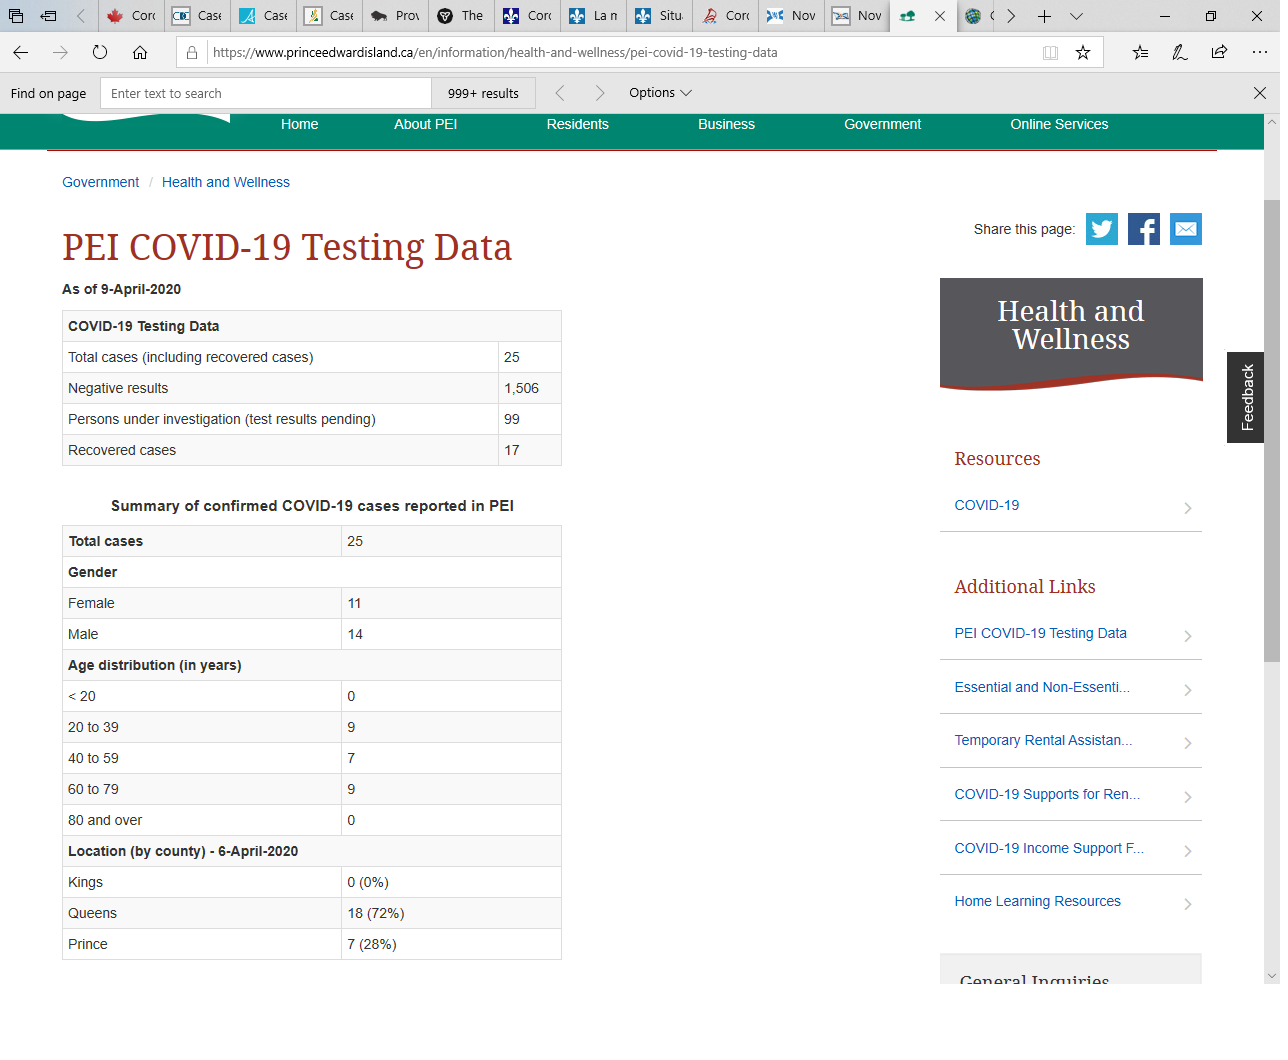 Corc
Case
Case
Case
Prov
The
Corc
La m
Situ
Corc
Nov
Nov
https://www.princeedwardisland.ca/en/information/health-and-wellness/pei-covid-19-testing-data
Find on page
Enter text to search
999+ results
Options
Home
About PEI
Residents
Business
Government
Online Services
Government / Health and Wellness
Share this page:
PEI COVID-19 Testing Data
As of 9-April-2020
COVID-19 Testing Data
Total cases (including recovered cases) 25
Negative results 1,506
Persons under investigation (test results pending) 99
Recovered cases 17
Summary of confirmed COVID-19 cases reported in PEI
Total cases 25
Gender
Female 11
Male 14
Age distribution (in years)
< 20 0
20 to 39 9
40 to 59 7
60 to 79 9
80 and over 0
Location (by county) - 6-April-2020
Kings 0 (0%)
Queens 18 (72%)
Prince 7 (28%)
Health and
Wellness
Feedback
Resources
COVID-19
Additional Links
PEI COVID-19 Testing Data
Essential and Non-Essenti...
Temporary Rental Assistan...
COVID-19 Supports for Ren...
COVID-19 Income Support F...
Home Learning Resources
General Inquiries